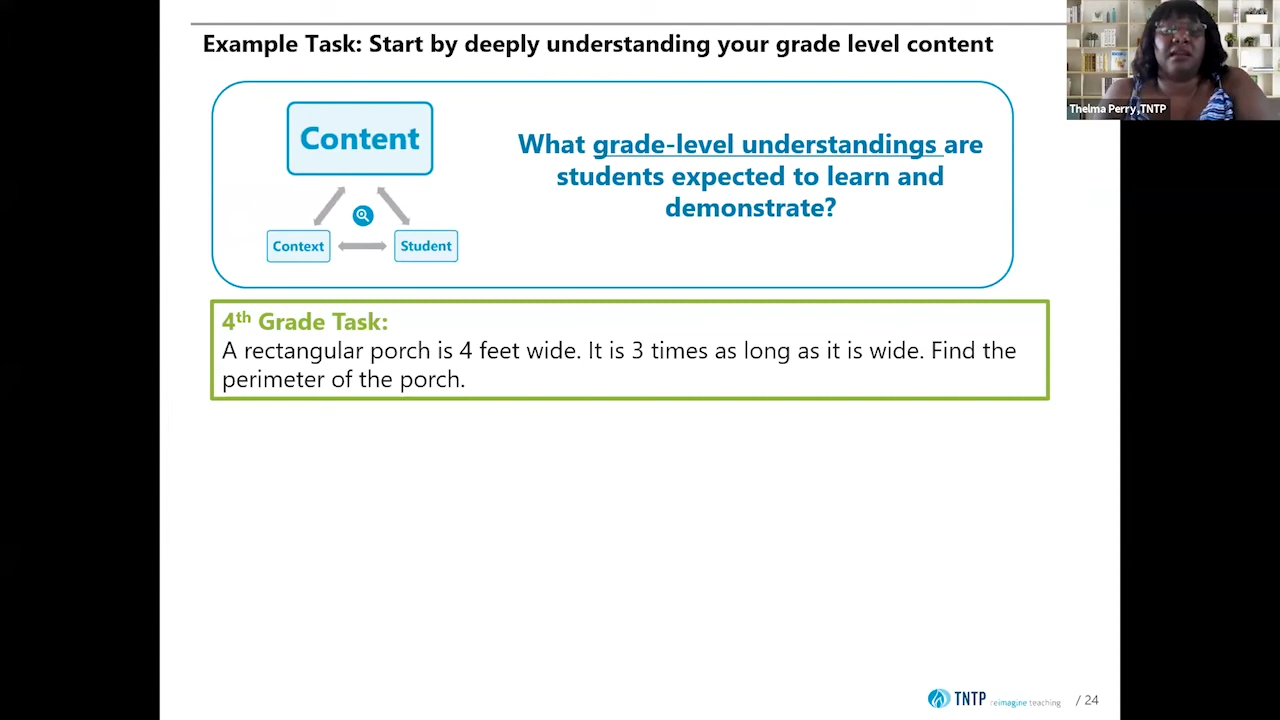 Example Task: Start by deeply understanding your grade level content
Thelma Perry,TNTP
Content
Context
Student
What grade-level understandings are
students expected to learn and
demonstrate?
4th Grade Task:
A rectangular porch is 4 feet wide. It is 3 times as long as it is wide. Find the
perimeter of the porch.
TNTP reimagine teaching / 24